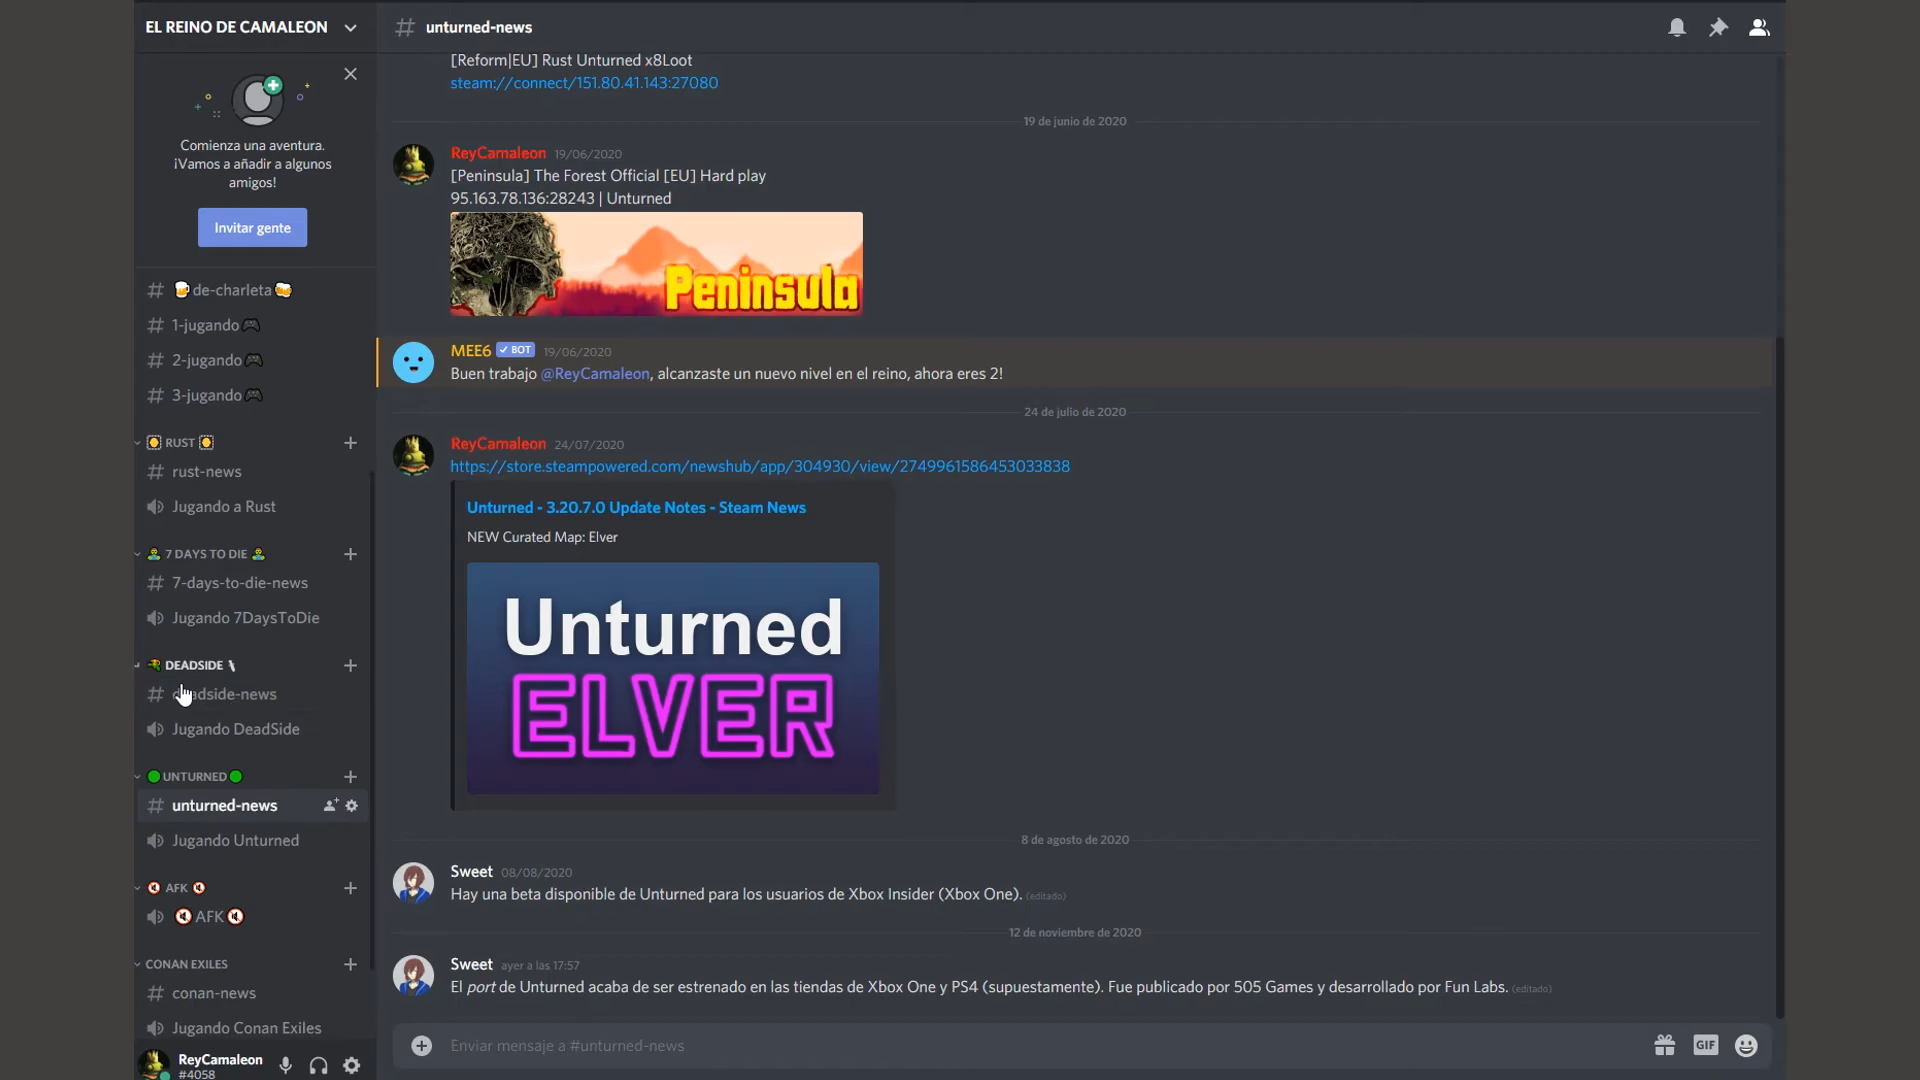 EL REINO DE CAMALEON
Comienza una aventura.
¡Vamos a añadir a algunos
amigos!
Invitar gente
de-charleta
1-jugando
2-jugando
3-jugando
RUST
rust-news
Jugando a Rust
7 DAYS TO DIE
7-days-to-die-news
Jugando 7DaysToDie
DEADSIDE
deadside-news
Jugando DeadSide
UNTURNED
unturned-news
Jugando Unturned
AFK
AFK
CONAN EXILES
conan-news
Jugando Conan Exiles
ReyCamaleon
#4058
unturned-news
[Reform|EU] Rust Unturned x8Loot
steam://connect/151.80.41.143:27080
19 de junio de 2020
ReyCamaleon 19/06/2020
[Peninsula] The Forest Official [EU] Hard play
95.163.78.136:28243 | Unturned
Peninsula
MEE6 BOT 19/06/2020
Buen trabajo @ReyCamaleon, alcanzaste un nuevo nivel en el reino, ahora eres 2!
24 de julio de 2020
ReyCamaleon 24/07/2020
https://store.steampowered.com/newshub/app/304930/view/2749961586453033838
Unturned - 3.20.7.0 Update Notes - Steam News
NEW Curated Map: Elver
Unturned
ELVER
8 de agosto de 2020
Sweet 08/08/2020
Hay una beta disponible de Unturned para los usuarios de Xbox Insider (Xbox One). (editado)
12 de noviembre de 2020
Sweet ayer a las 17:57
El port de Unturned acaba de ser estrenado en las tiendas de Xbox One y PS4 (supuestamente). Fue publicado por 505 Games y desarrollado por Fun Labs. (editado)
Enviar mensaje a #unturned-news
GIF